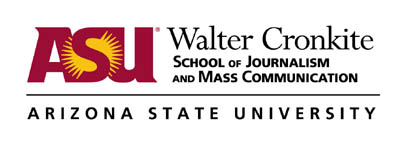 ASU® Walter Cronkite
SCHOOL OF JOURNALISM
AND MASS COMMUNICATION
ARIZONA STATE UNIVERSITY